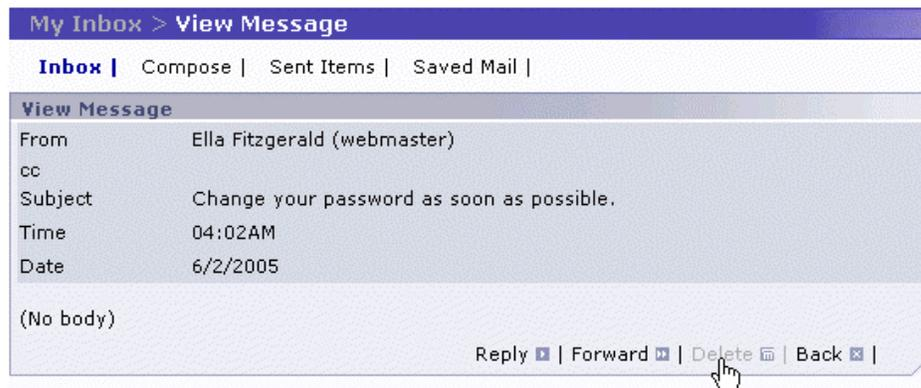 My Inbox > View Message
Inbox | Compose | Sent Items | Saved Mail |
View Message
From Ella Fitzgerald (webmaster)
cc
Subject Change your password as soon as possible.
Time 04:02AM
Date 6/2/2005
(No body)
Reply | Forward | Delete | Back |